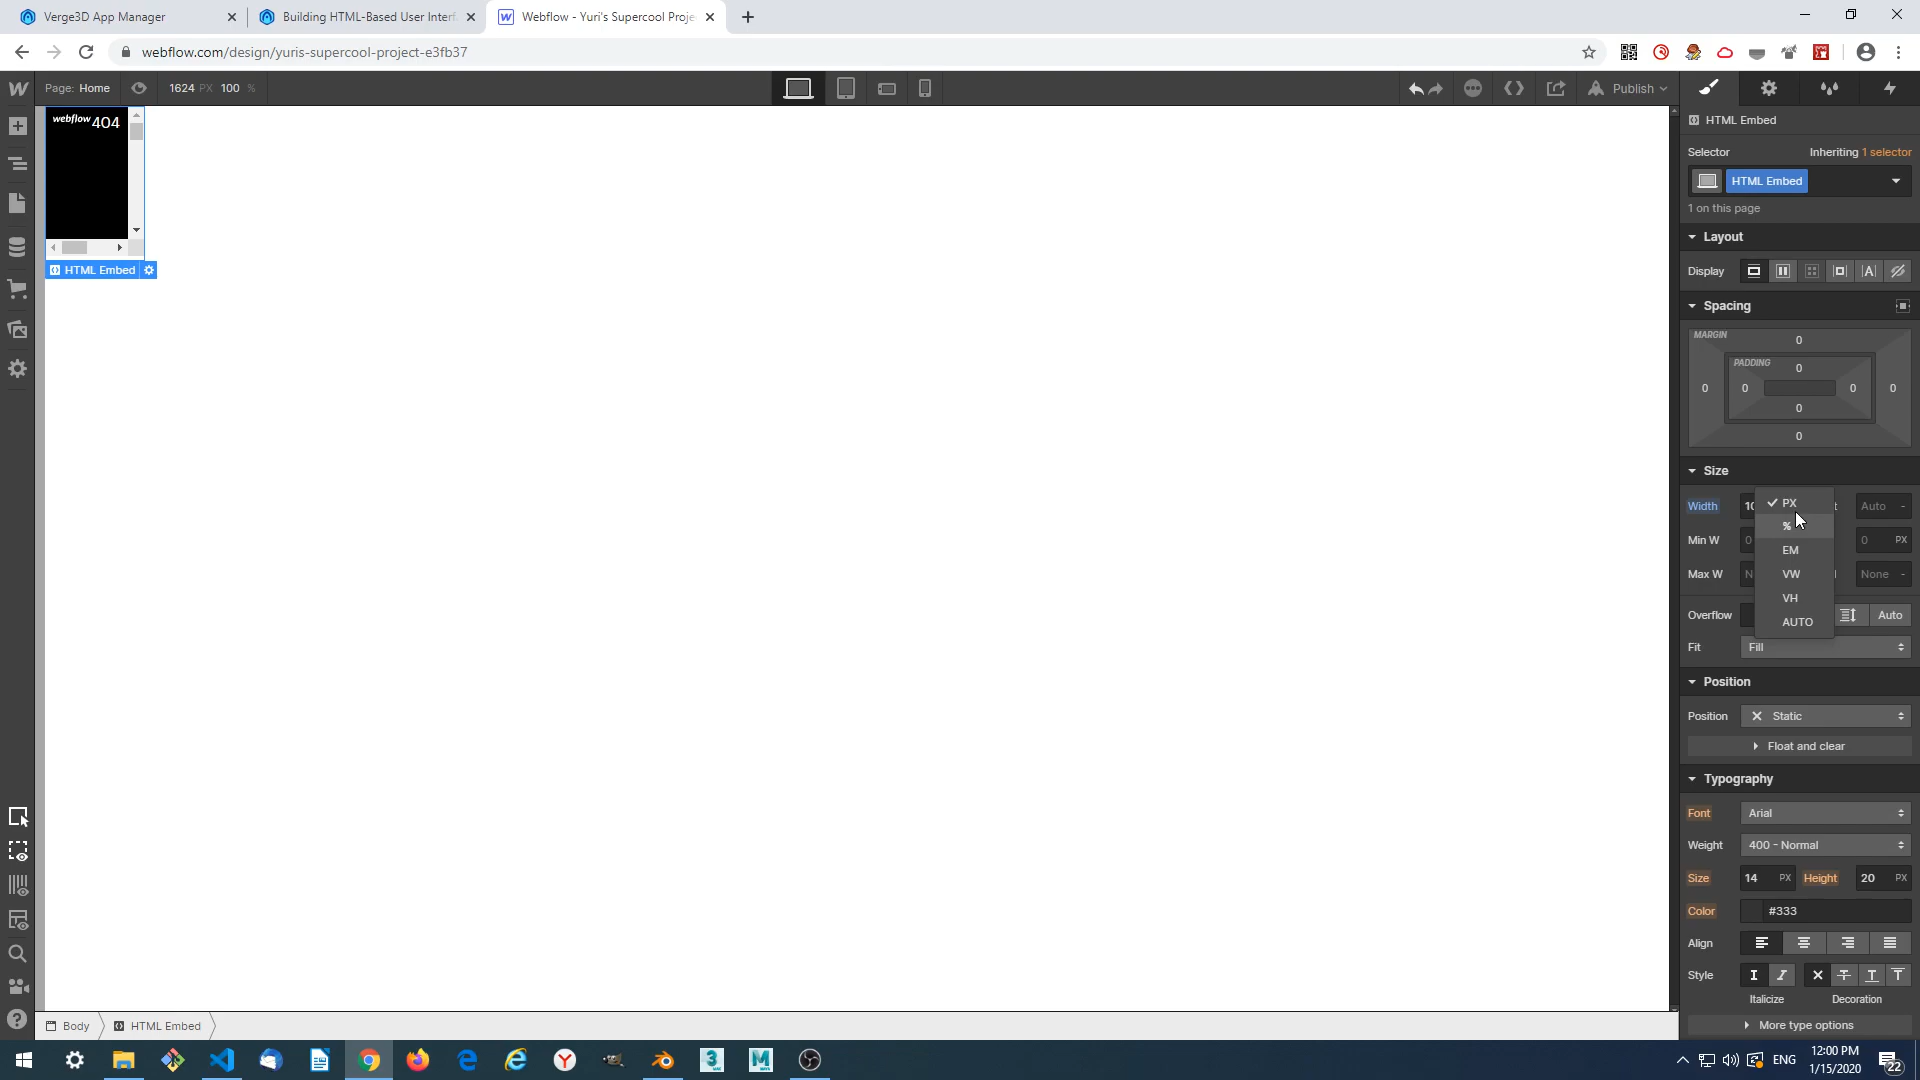 Verge3D App Manager
Building HTML-Based User Interf
Webflow - Yuri's Supercool Proje
webflow.com/design/yuris-supercool-project-e3fb37
Page: Home
1624 PX 100 %
Publish
HTML Embed
Selector
Inheriting 1 selector
HTML Embed
1 on this page
webflow 404
HTML Embed
Layout
Display
Spacing
MARGIN
0
PADDING
0
0 0 0 0
0
0
Size
Width
10
Auto -
Min W
0
0 PX
Max W
N
None -
PX
%
EM
VW
VH
AUTO
Overflow
Auto
Fit
Fill
Position
Position
Static
Float and clear
Typography
Font
Arial
Weight
400 - Normal
Size
14 PX
Height
20 PX
Color
#333
Align
Style
Italicize
Decoration
More type options
Body
HTML Embed
ENG
12:00 PM
1/15/2020
22